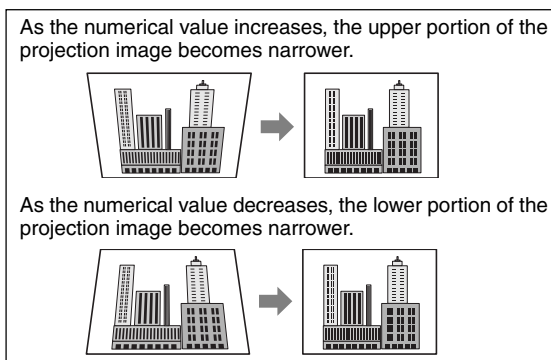 As the numerical value increases, the upper portion of the
projection image becomes narrower.
As the numerical value decreases, the lower portion of the
projection image becomes narrower.